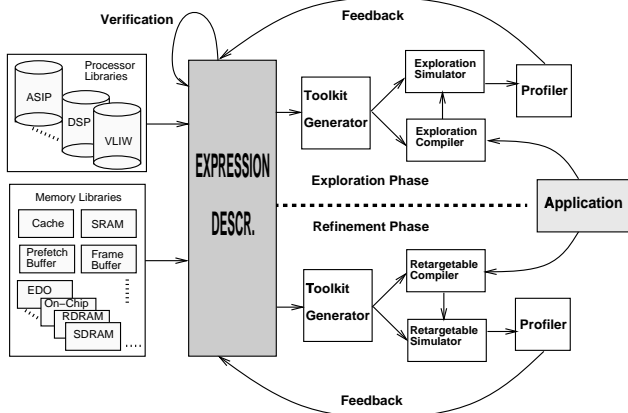 Verification
Feedback
Processor
Libraries
ASIP
DSP
VLIW
Memory Libraries
Cache
SRAM
Prefetch
Buffer
Frame
Buffer
EDO
On-Chip
RDRAM
SDRAM
EXPRESSION
DESCR.
Toolkit
Generator
Exploration
Simulator
Exploration
Compiler
Profiler
Exploration Phase
Refinement Phase
Application
Toolkit
Generator
Retargetable
Compiler
Retargetable
Simulator
Profiler
Feedback